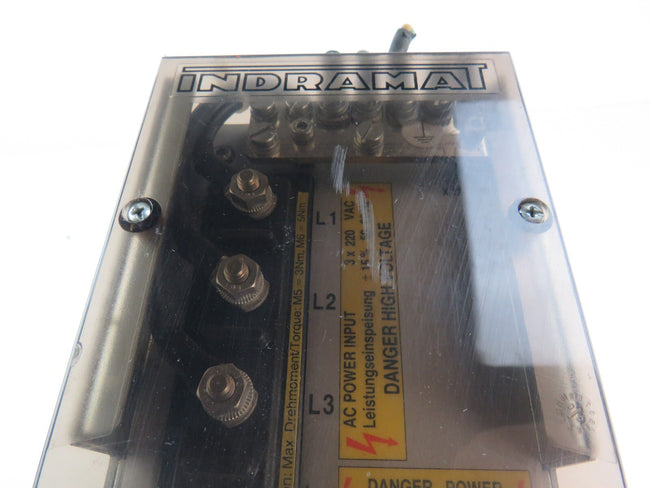 INDRAMAT
L1
L2
L3
Max. Drehmoment/Torque: M5 = 3Nm, M6 = 5Nm
AC POWER INPUT 3 x 220 VAC
Leistungseinspeisung ± 15%
DANGER HIGH VOLTAGE
DANGER POWER